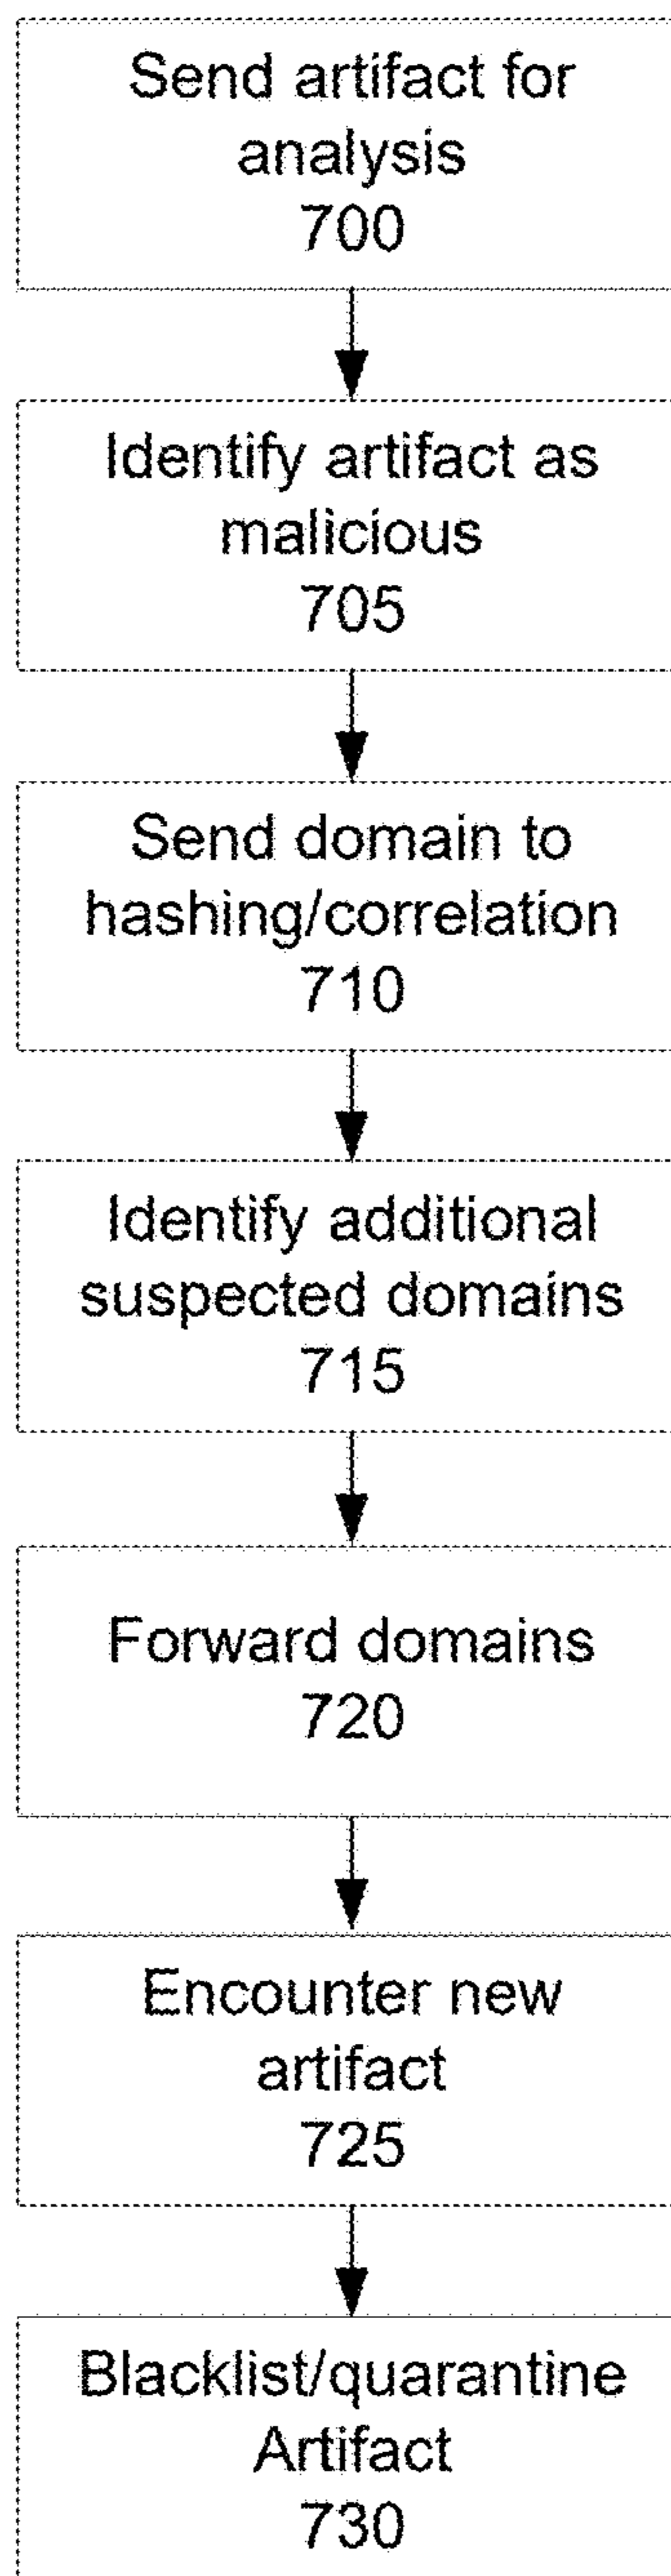 Send artifact for
analysis
700
Identify artifact as
malicious
705
Send domain to
hashing/correlation
710
Identify additional
suspected domains
715
Forward domains
720
Encounter new
artifact
725
Blacklist/quarantine
Artifact
730